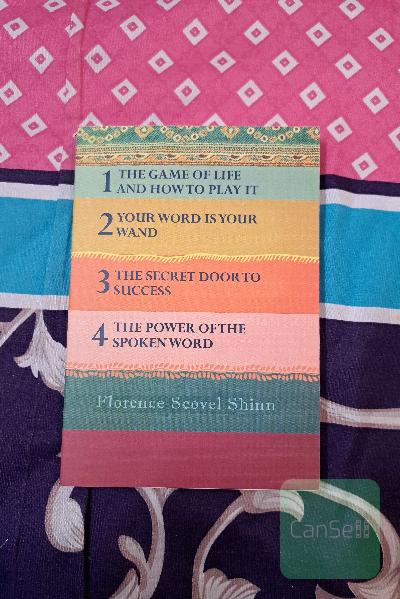 1 THE GAME OF LIFE
AND HOW TO PLAY IT
2 YOUR WORD IS YOUR
WAND
3 THE SECRET DOOR TO
SUCCESS
4 THE POWER OF THE
SPOKEN WORD
Florence Scovel Shinn
CanSell